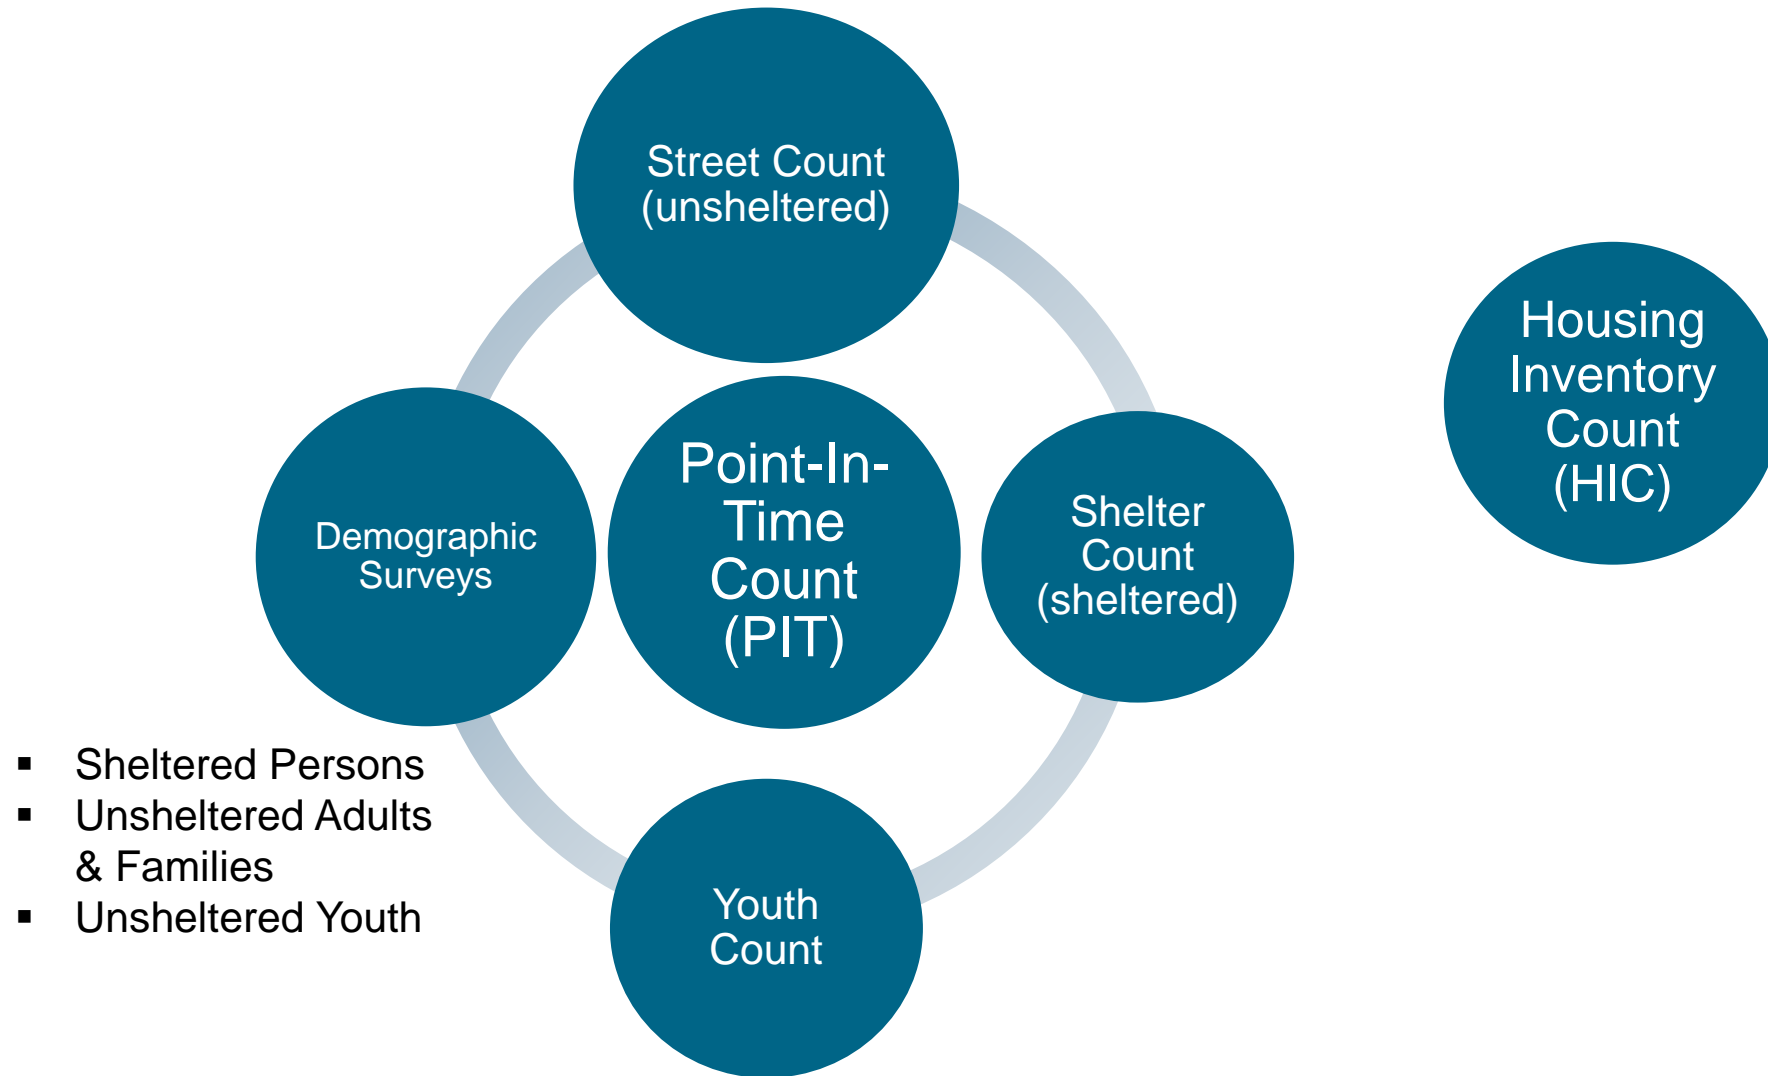 Street Count
(unsheltered)
Housing
Inventory
Count
(HIC)
Point-In-
Time
Count
(PIT)
Demographic
Surveys
Shelter
Count
(sheltered)
▪ Sheltered Persons
▪ Unsheltered Adults
& Families
▪ Unsheltered Youth
Youth
Count